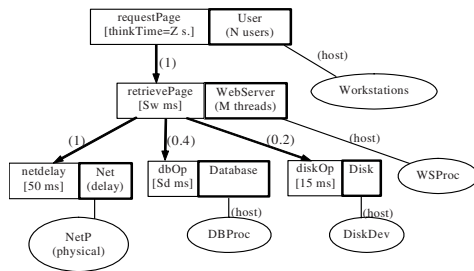 requestPage
[thinkTime=Z s.]
User
(N users)
(1)
(host)
Workstations
retrievePage
[Sw ms]
WebServer
(M threads)
(1)
(0.4)
(0.2)
(host)
WSProc
netdelay
[50 ms]
Net
(delay)
dbOp
[Sd ms]
Database
diskOp
[15 ms]
Disk
(host)
(host)
NetP
(physical)
DBProc
DiskDev